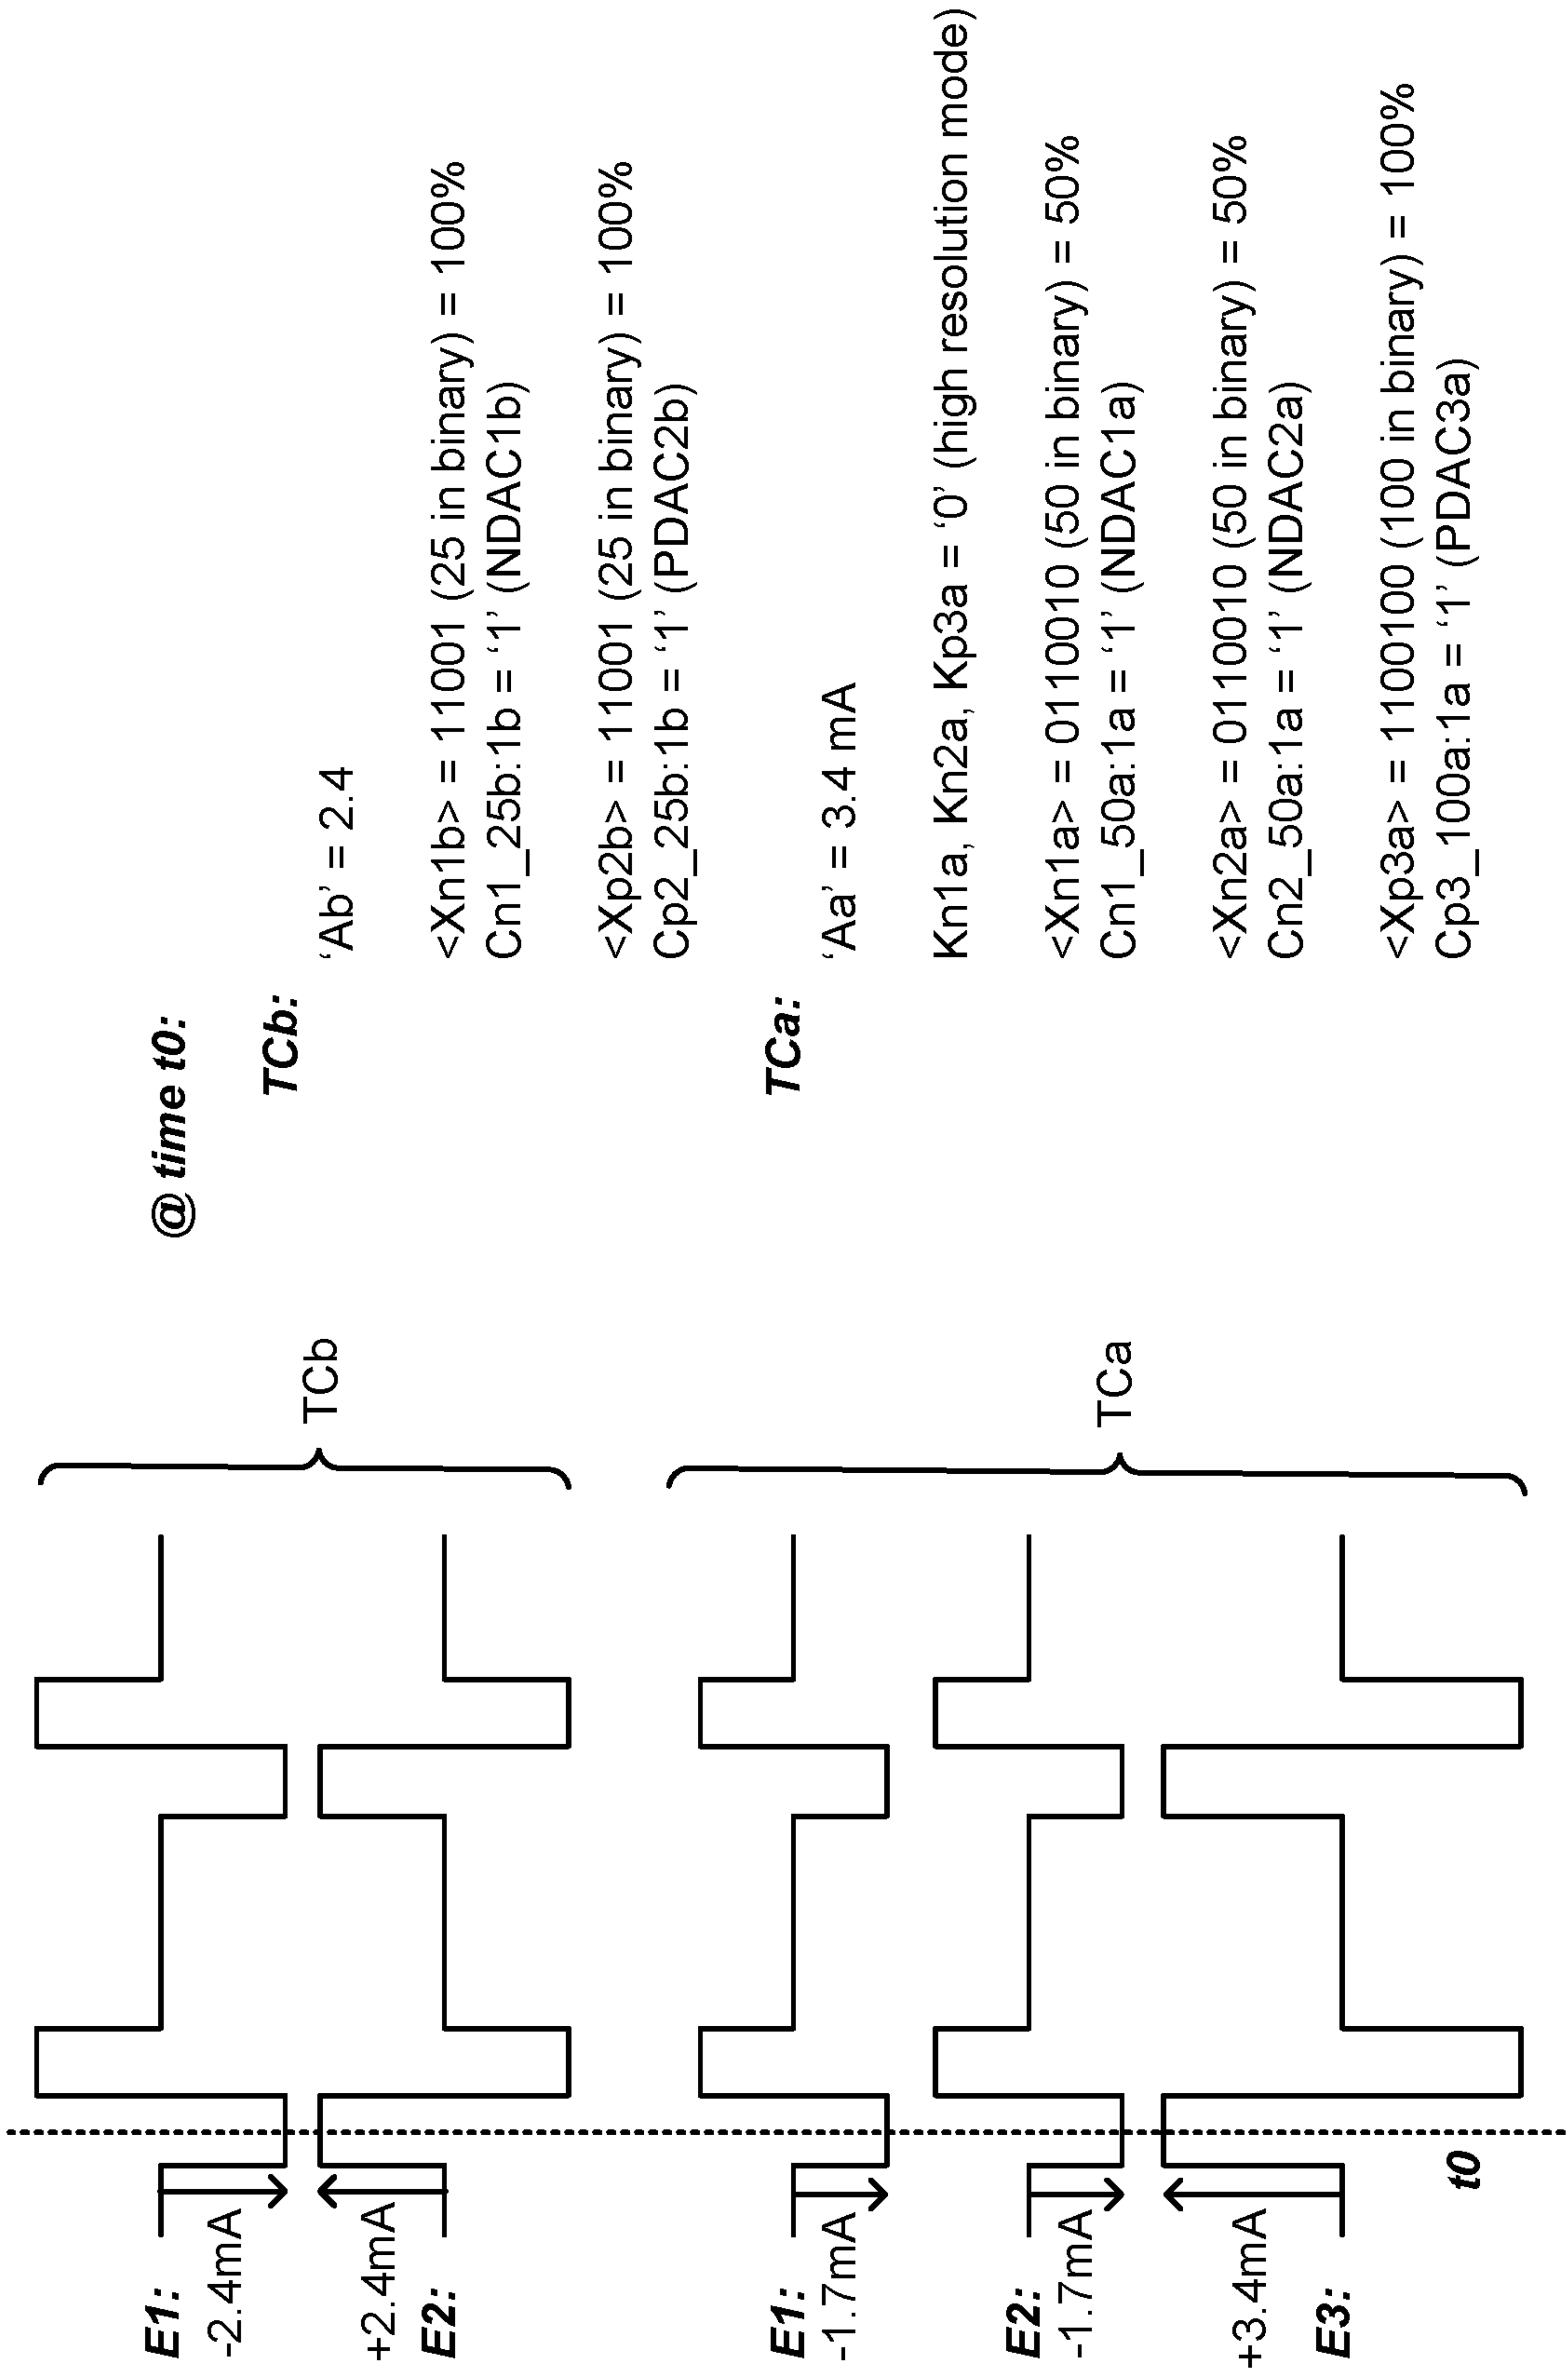 E1:
-2.4mA
+2.4mA
E2:
TCb
E1:
-1.7mA
E2:
-1.7mA
+3.4mA
E3:
TCa
t0
@ time t0:
TCb:
‘Ab’ = 2.4
<Xn1b> = 11001 (25 in binary) = 100%
Cn1_25b:1b = ‘1’ (NDAC1b)
<Xp2b> = 11001 (25 in binary) = 100%
Cp2_25b:1b = ‘1’ (PDAC2b)
TCa:
‘Aa’ = 3.4 mA
Kn1a, Kn2a, Kp3a = ‘0’ (high resolution mode)
<Xn1a> = 0110010 (50 in binary) = 50%
Cn1_50a:1a = ‘1’ (NDAC1a)
<Xn2a> = 0110010 (50 in binary) = 50%
Cn2_50a:1a = ‘1’ (NDAC2a)
<Xp3a> = 1100100 (100 in binary) = 100%
Cp3_100a:1a = ‘1’ (PDAC3a)